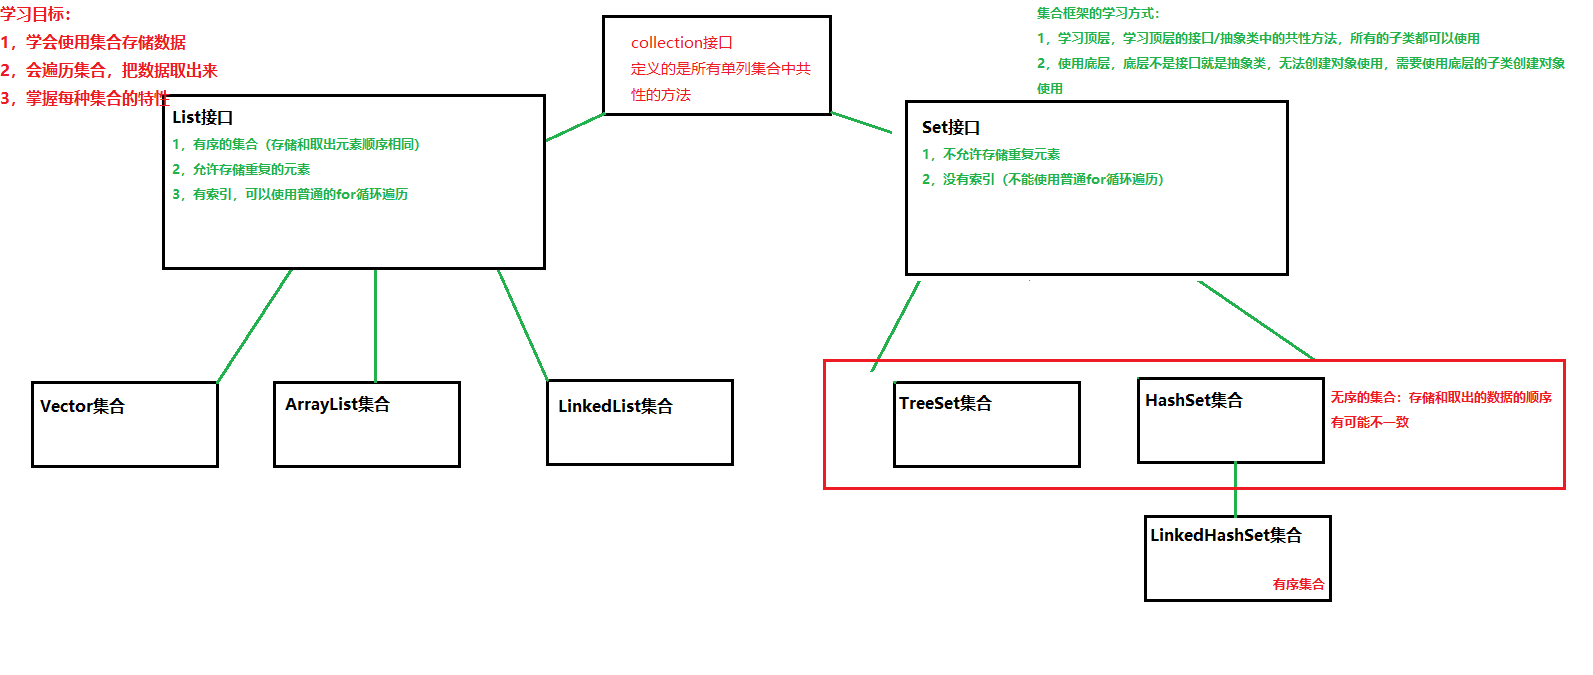 学习目标：
1，学会使用集合存储数据
2，会遍历集合，把数据取出来
3，掌握每种集合的特性
collection接口
定义的是所有单列集合中共
性的方法
集合框架的学习方式：
1，学习顶层，学习顶层的接口/抽象类中的共性方法，所有的子类都可以使用
2，使用底层，底层不是接口就是抽象类，无法创建对象使用，需要使用底层的子类创建对象
使用
List接口
1，有序的集合（存储和取出元素顺序相同）
2，允许存储重复的元素
3，有索引，可以使用普通的for循环遍历
Set接口
1，不允许存储重复元素
2，没有索引（不能使用普通for循环遍历）
Vector集合
ArrayList集合
LinkedList集合
TreeSet集合
HashSet集合
无序的集合：存储和取出的数据的顺序
有可能不一致
LinkedHashSet集合
有序集合